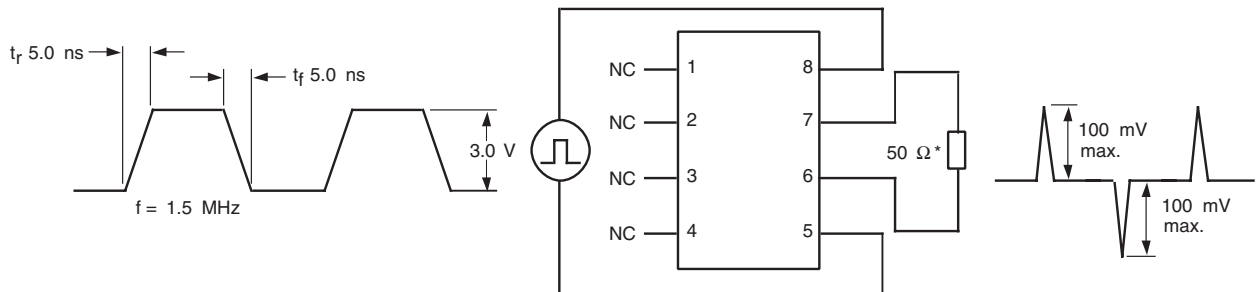 t_r 5.0 ns
t_f 5.0 ns
3.0 V
f = 1.5 MHz
NC 1
NC 2
NC 3
NC 4
8
7
6
5
50 Ω*
100 mV
max.
100 mV
max.